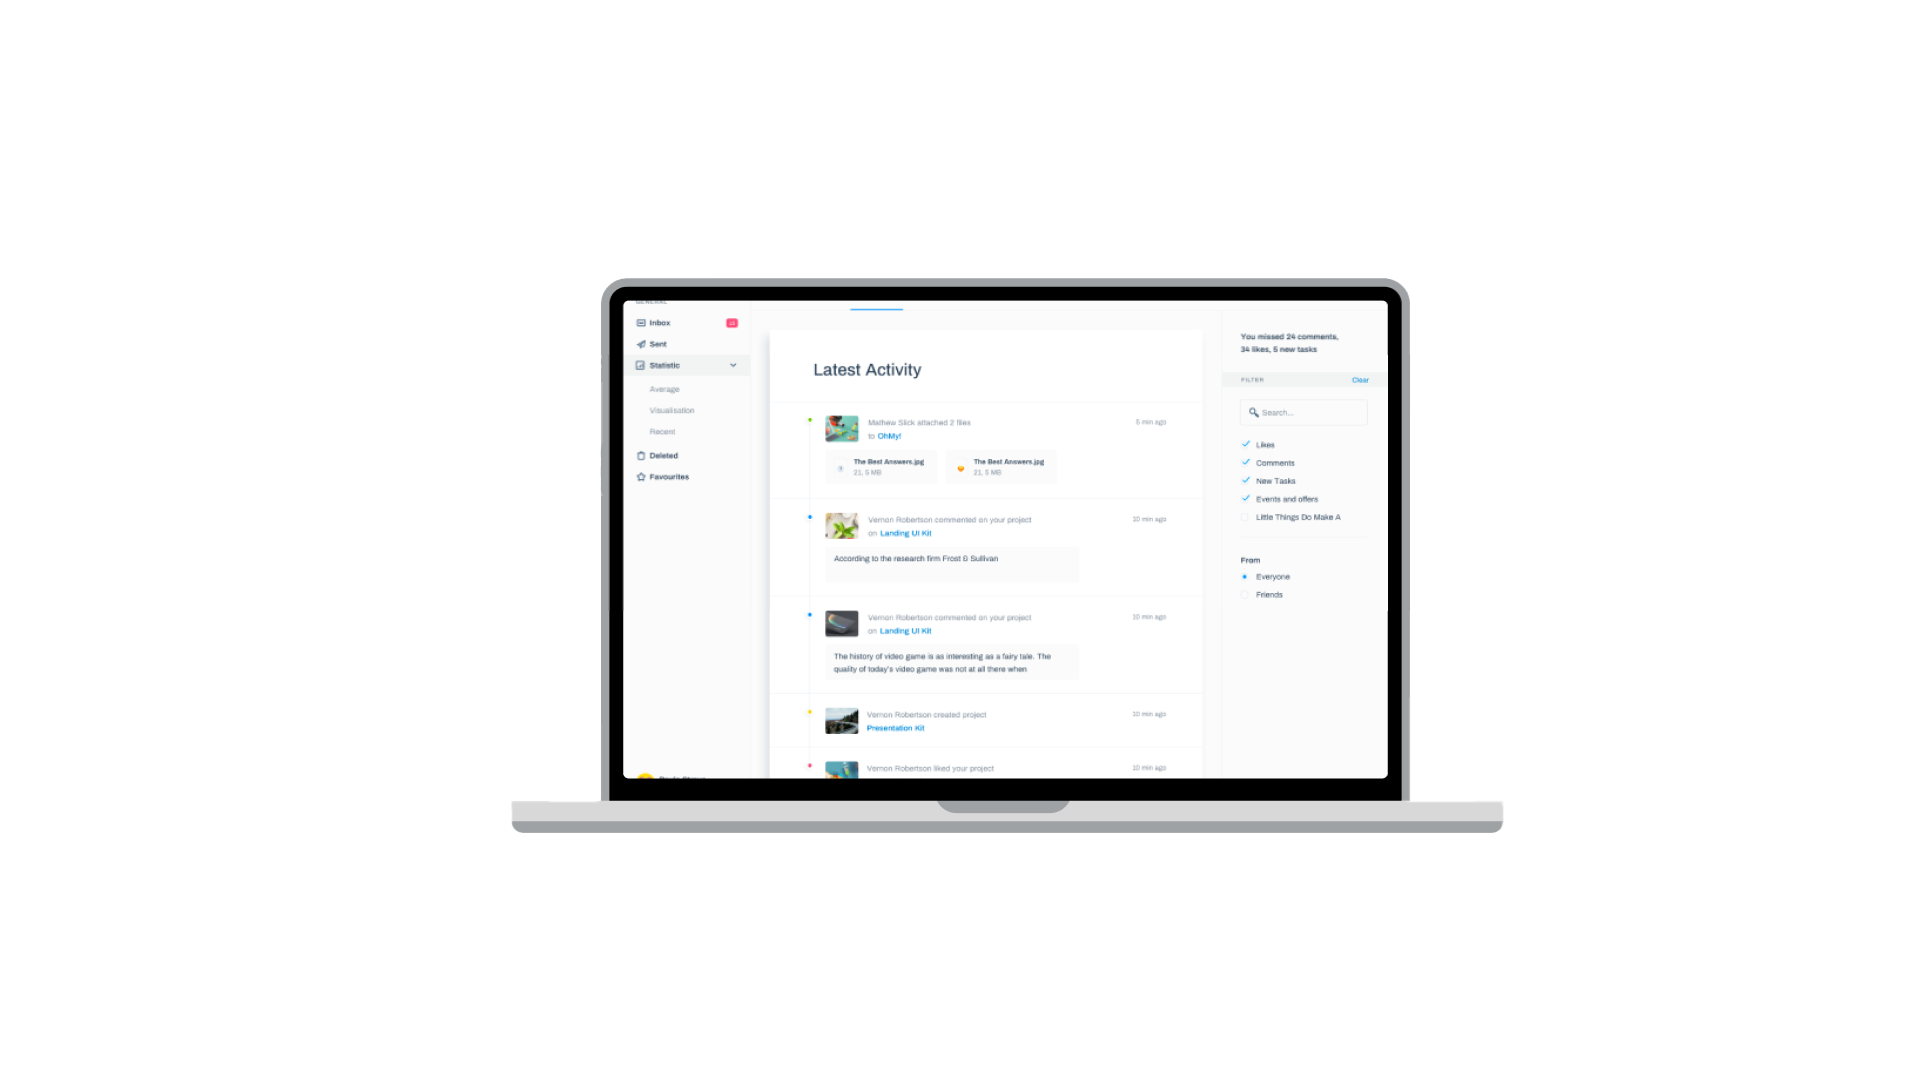 GENERAL
Inbox
Sent
Statistic
Average
Visualisation
Recent
Deleted
Favourites
Latest Activity
Mathew Slick attached 2 files
to OhMy!
5 min ago
The Best Answers.jpg
21, 5 MB
The Best Answers.jpg
21, 5 MB
Vernon Robertson commented on your project
on Landing UI Kit
10 min ago
According to the research firm Frost & Sullivan
Vernon Robertson commented on your project
on Landing UI Kit
10 min ago
The history of video game is as interesting as a fairy tale. The
quality of today's video game was not at all there when
Vernon Robertson created project
Presentation Kit
10 min ago
Vernon Robertson liked your project
10 min ago
You missed 24 comments,
34 likes, 5 new tasks
FILTER
Clear
Search...
Likes
Comments
New Tasks
Events and offers
Little Things Do Make A
From
Everyone
Friends